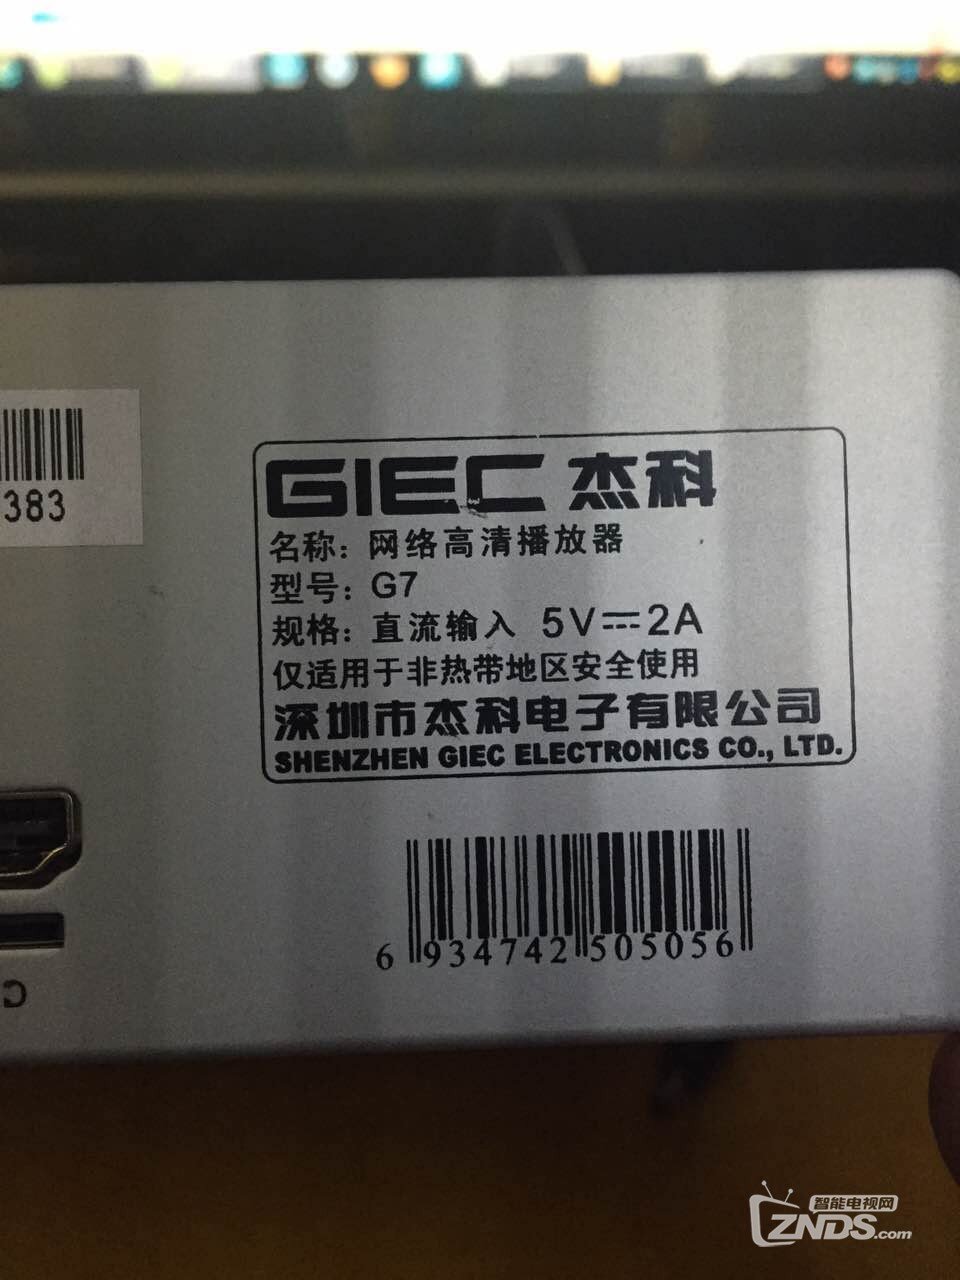 383
GIEC 杰科
名称：网络高清播放器
型号：G7
规格：直流输入 5V⎓2A
仅适用于非热带地区安全使用
深圳市杰科电子有限公司
SHENZHEN GIEC ELECTRONICS CO., LTD.
6 934742 505056
智能电视网
ZNDS.com